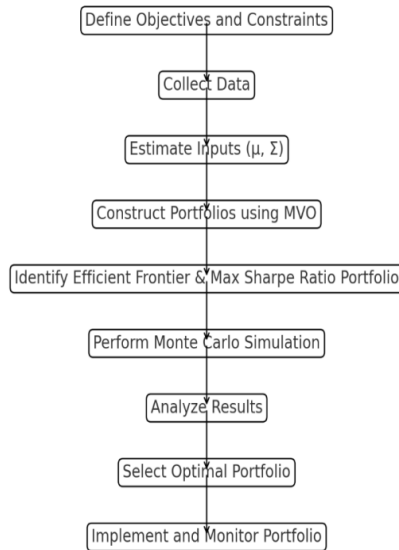 Define Objectives and Constraints
Collect Data
Estimate Inputs (μ, Σ)
Construct Portfolios using MVO
Identify Efficient Frontier & Max Sharpe Ratio Portfolio
Perform Monte Carlo Simulation
Analyze Results
Select Optimal Portfolio
Implement and Monitor Portfolio